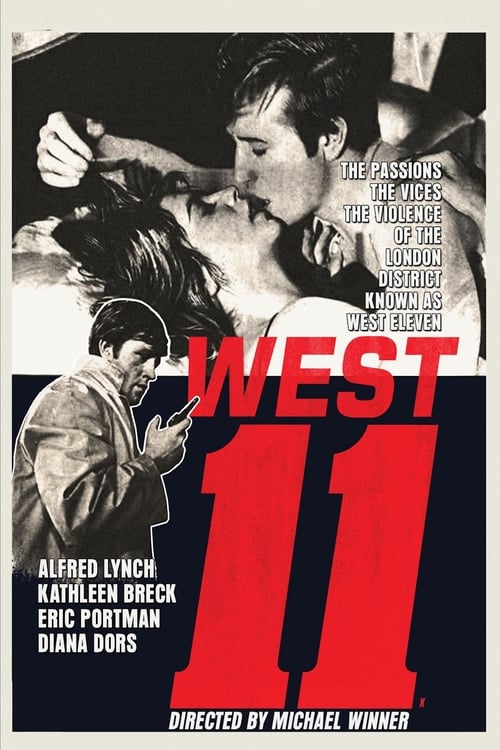 THE PASSIONS
THE VICES
THE VIOLENCE
OF THE
LONDON
DISTRICT
KNOWN AS
WEST ELEVEN
WEST
11
ALFRED LYNCH
KATHLEEN BRECK
ERIC PORTMAN
DIANA DORS
X
DIRECTED BY MICHAEL WINNER